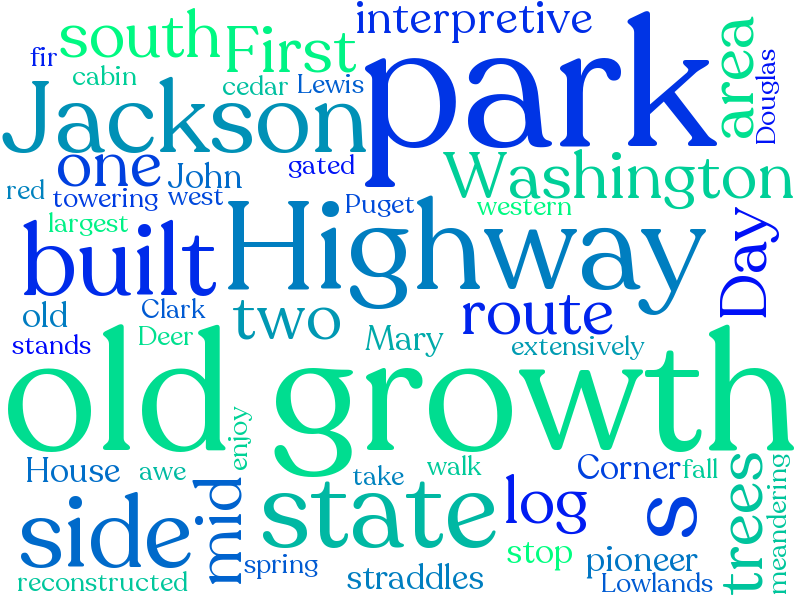 interpretive
south First park area
fir
cabin cedar Lewis Douglas
Jackson
one John gated Washington
red towering west Puget western
largest
built Highway Day
old Clark two route
stands Deer Mary extensively
old growth
enjoy
House awe take walk Corner fall
side mid state log s trees meandering
spring stop pioneer
reconstructed straddles Lowlands